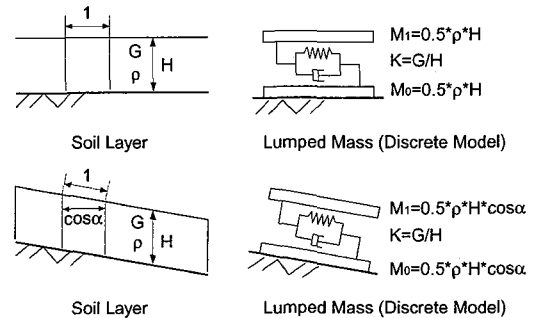 1
G
ρ
H
Soil Layer
M1=0.5*ρ*H
K=G/H
M0=0.5*ρ*H
Lumped Mass (Discrete Model)
1
cosα
G
ρ
H
Soil Layer
M1=0.5*ρ*H*cosα
K=G/H
M0=0.5*ρ*H*cosα
Lumped Mass (Discrete Model)